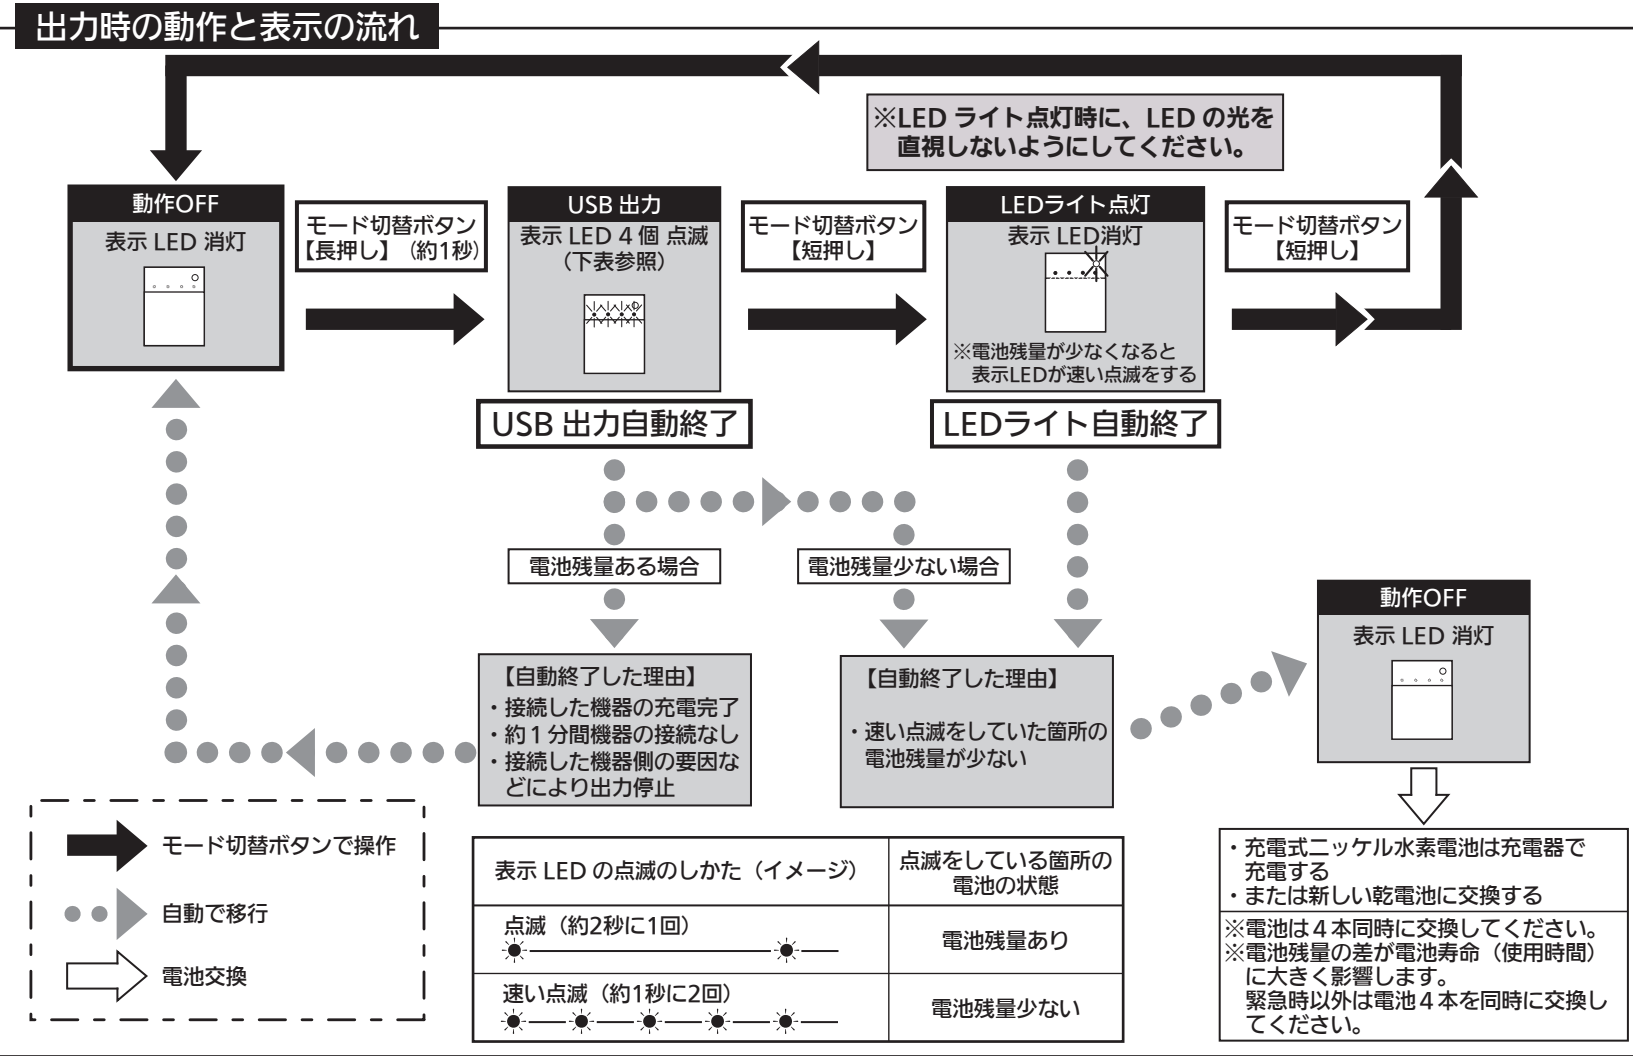 出力時の動作と表示の流れ
※LED ライト点灯時に、LED の光を
直視しないようにしてください。
動作OFF
表示 LED 消灯
モード切替ボタン
【長押し】（約1秒）
USB 出力
表示 LED 4 個 点滅
（下表参照）
モード切替ボタン
【短押し】
LEDライト点灯
表示 LED消灯
※電池残量が少なくなると
表示LEDが速い点滅をする
モード切替ボタン
【短押し】
USB 出力自動終了
LEDライト自動終了
電池残量ある場合
電池残量少ない場合
【自動終了した理由】
・接続した機器の充電完了
・約１分間機器の接続なし
・接続した機器側の要因な
どにより出力停止
【自動終了した理由】
・速い点滅をしていた箇所の
電池残量が少ない
動作OFF
表示 LED 消灯
・充電式ニッケル水素電池は充電器で
充電する
・または新しい乾電池に交換する
※電池は４本同時に交換してください。
※電池残量の差が電池寿命（使用時間）
に大きく影響します。
緊急時以外は電池４本を同時に交換し
てください。
モード切替ボタンで操作
自動で移行
電池交換
表示 LED の点滅のしかた（イメージ）
点滅をしている箇所の
電池の状態
点滅（約2秒に1回）
電池残量あり
速い点滅（約1秒に2回）
電池残量少ない